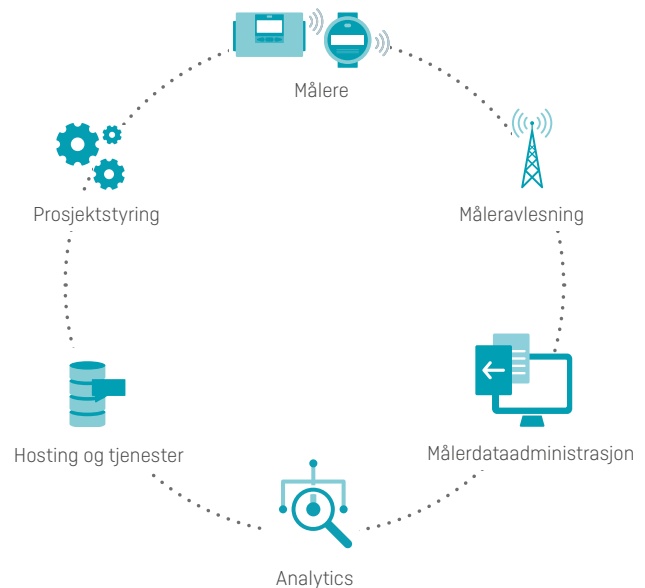 Målere
Prosjektstyring
Måleravlesning
Hosting og tjenester
Målerdataadministrasjon
Analytics